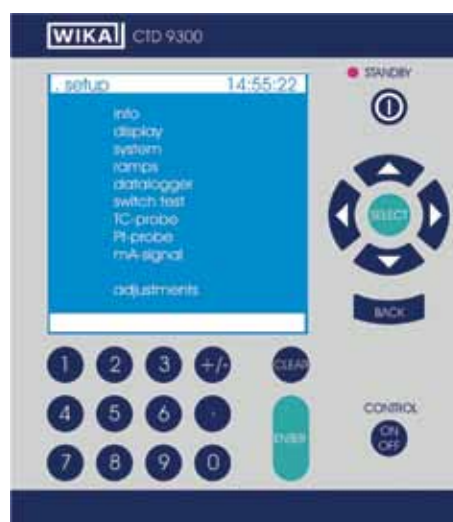 WIKAI CTD 9300
STANDBY
. setup 14:55:22
info
display
system
ramps
datalogger
switch test
TC-probe
Pt-probe
mA-signal
adjustments
SELECT
BACK
1 2 3 +/- CLEAR
4 5 6 .
ENTER
CONTROL
ON
OFF
7 8 9 0